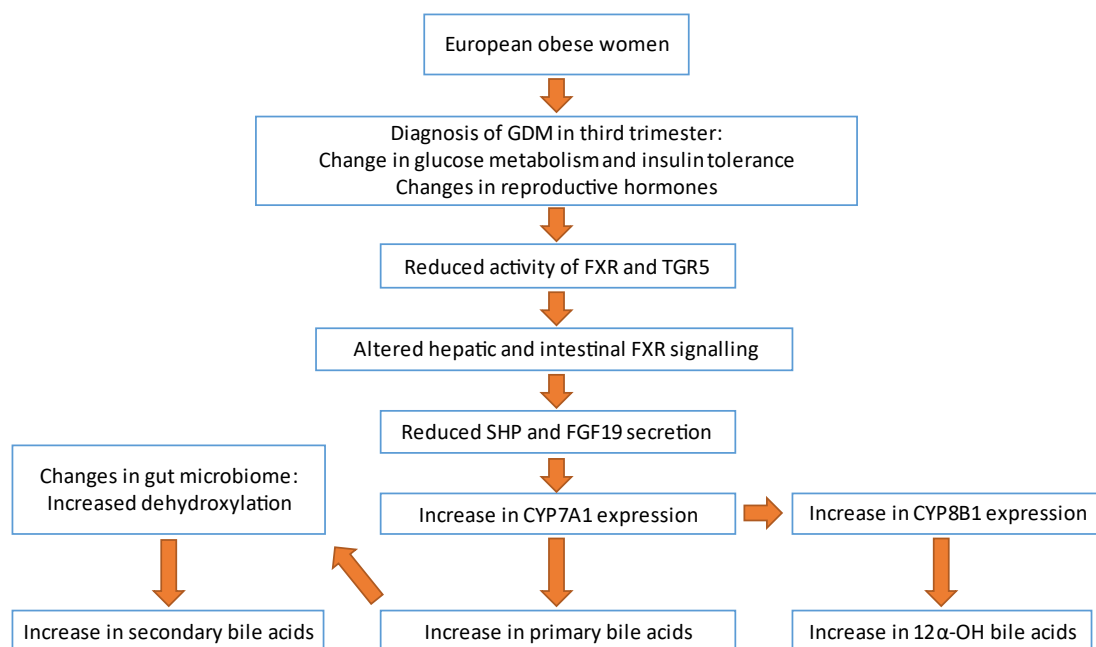 European obese women
Diagnosis of GDM in third trimester:
Change in glucose metabolism and insulin tolerance
Changes in reproductive hormones
Reduced activity of FXR and TGR5
Altered hepatic and intestinal FXR signalling
Reduced SHP and FGF19 secretion
Changes in gut microbiome:
Increased dehydroxylation
Increase in CYP7A1 expression
Increase in CYP8B1 expression
Increase in secondary bile acids
Increase in primary bile acids
Increase in 12α-OH bile acids